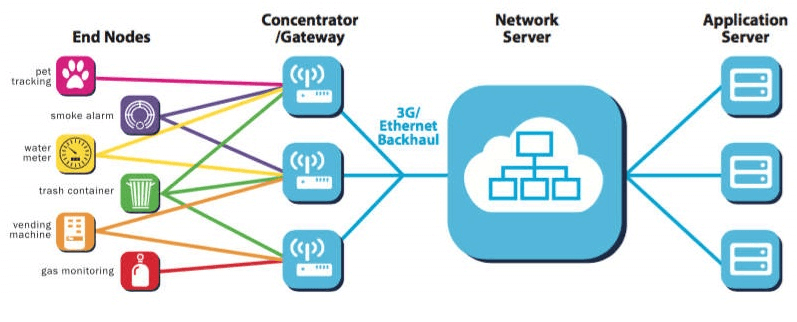 End Nodes
Concentrator
/Gateway
Network
Server
Application
Server
pet
tracking
smoke alarm
water
meter
trash container
vending
machine
gas monitoring
3G/
Ethernet
Backhaul